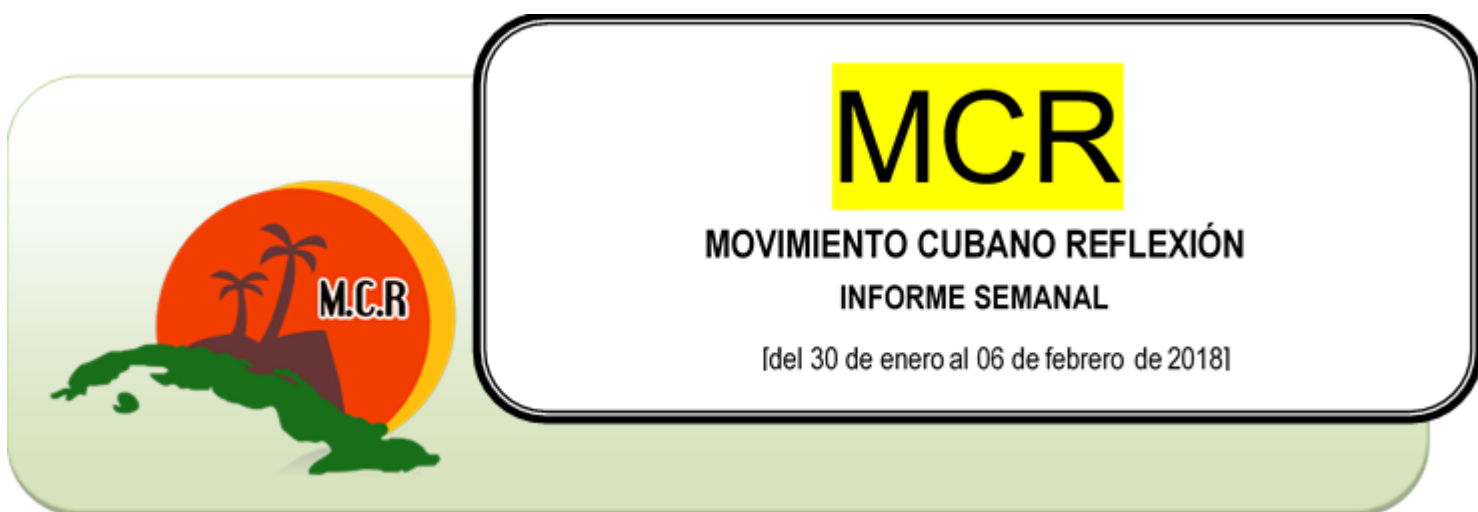 MCR
MOVIMIENTO CUBANO REFLEXIÓN
INFORME SEMANAL
[del 30 de enero al 06 de febrero de 2018]
M.C.R